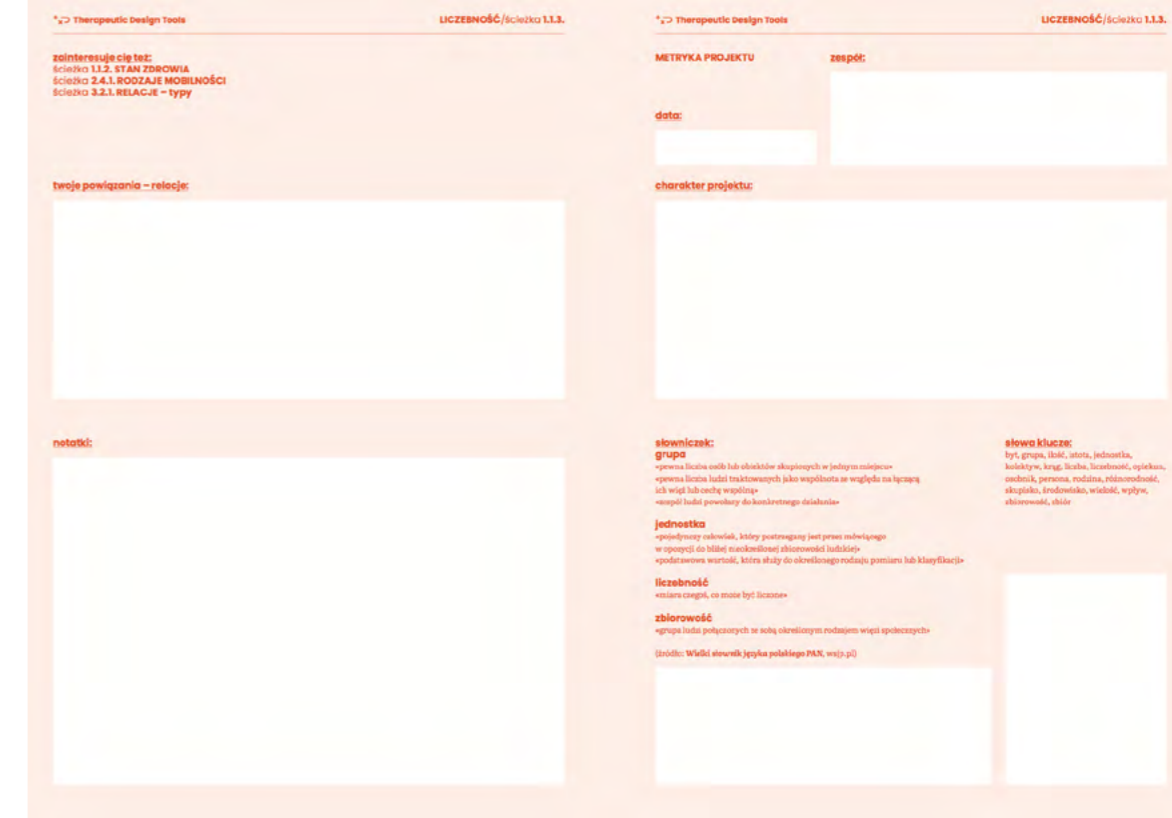 Therapeutic Design Tools
LICZEBNOŚĆ/ścieżka 1.1.3.
zainteresuje cię też:
ścieżka 1.1.2. STAN ZDROWIA
ścieżka 2.4.1. RODZAJE MOBILNOŚCI
ścieżka 3.2.1. RELACJE – typy
twoje powiązania – relacje:
notatki:
Therapeutic Design Tools
LICZEBNOŚĆ/ścieżka 1.1.3.
METRYKA PROJEKTU
zespół:
data:
charakter projektu:
słowniczek:
grupa
«pewna liczba osób lub obiektów skupionych w jednym miejscu»
«pewna liczba ludzi traktowanych jako wspólnota ze względu na łączącą
ich więź lub cechę wspólną»
«zespół ludzi powołany do konkretnego działania»
jednostka
«pojedynczy człowiek, który postrzegany jest przez mówiącego
w opozycji do bliżej nieokreślonej zbiorowości ludzkiej»
«podstawowa wartość, która służy do określonego rodzaju pomiaru lub klasyfikacji»
liczebność
«miara czegoś, co może być liczone»
zbiorowość
«grupa ludzi połączonych ze sobą określonym rodzajem więzi społecznych»
(źródło: Wielki słownik języka polskiego PAN, wsjp.pl)
słowa klucze:
byt, grupa, ilość, istota, jednostka,
kolektyw, krąg, liczba, liczebność, opiekun,
osobnik, persona, rodzina, różnorodność,
skupisko, środowisko, wielość, wpływ,
zbiorowość, zbiór